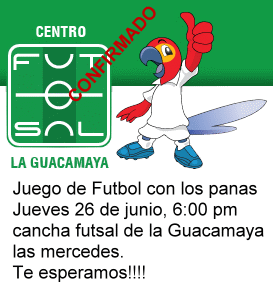 CENTRO
FUT
SAL
CONFIRMADO
LA GUACAMAYA
Juego de Futbol con los panas
Jueves 26 de junio, 6:00 pm
cancha futsal de la Guacamaya
las mercedes.
Te esperamos!!!!